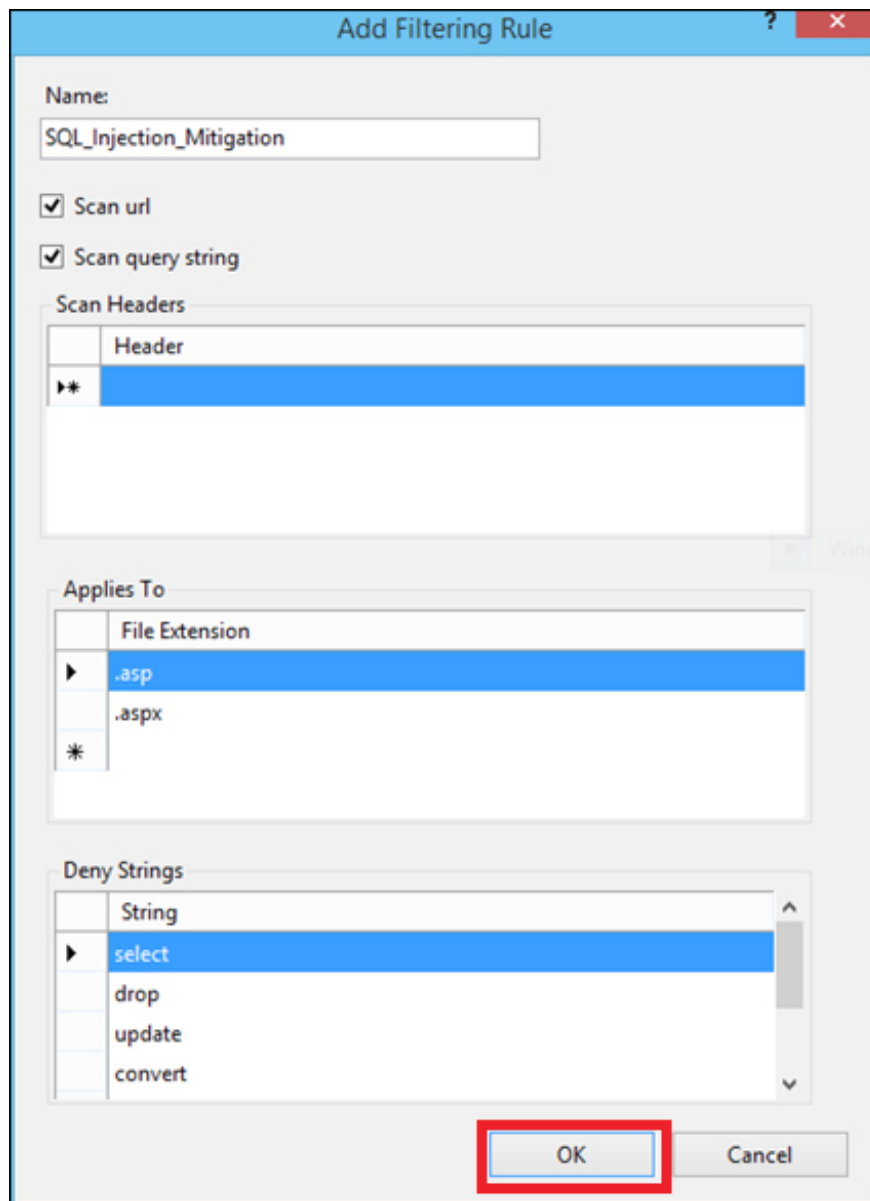 Add Filtering Rule
?
Name:
SQL_Injection_Mitigation
Scan url
Scan query string
Scan Headers
Header
Applies To
File Extension
.asp
.aspx
Deny Strings
String
select
drop
update
convert
OK
Cancel